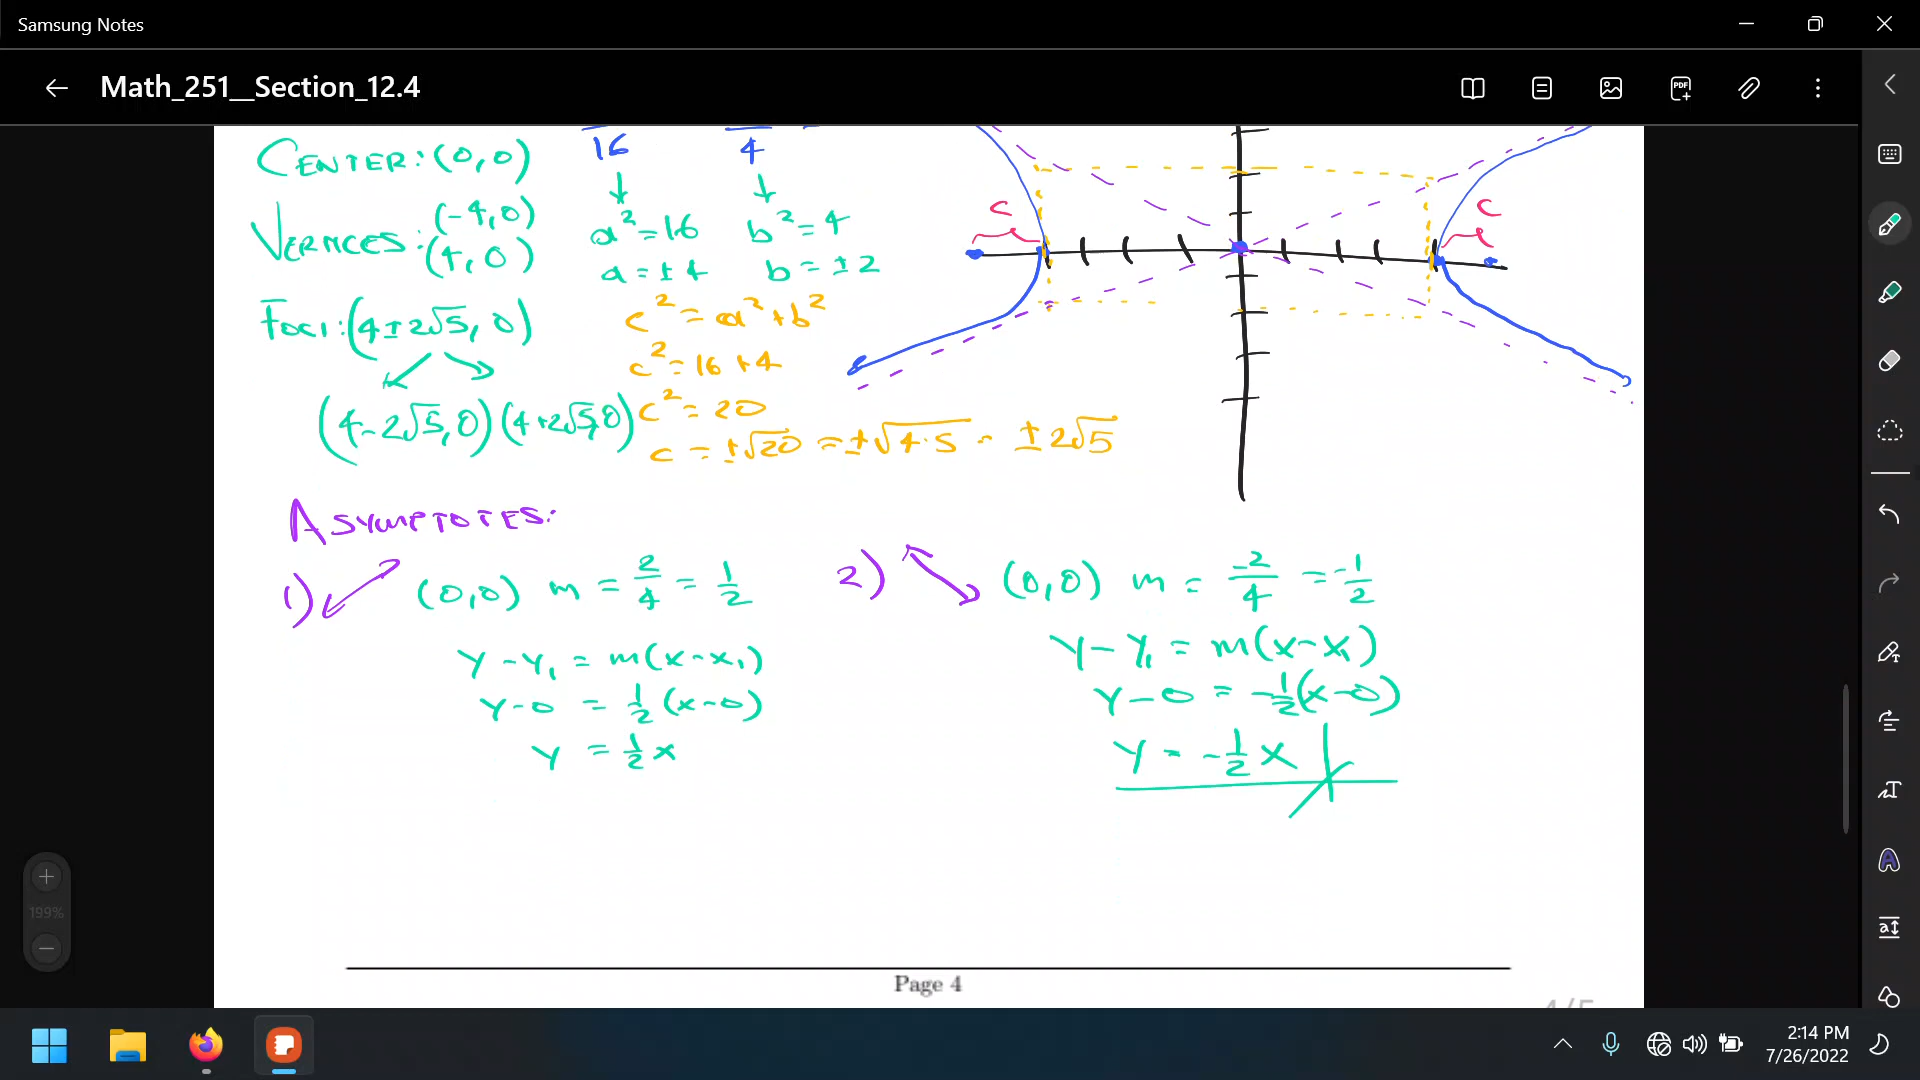 Samsung Notes
Math_251__Section_12.4
CENTER: (0,0)
16 4
VERTICES: (-4,0)
(4,0)
a² = 16 b² = 4
a = ±4 b = ±2
FOCI: (4±2√5, 0)
c² = a² + b²
c² = 16 + 4
(4-2√5, 0) (4+2√5, 0)
c² = 20
c = ±√20 = ±√4·5 = ±2√5
c c
ASYMPTOTES:
1) (0,0) m = 2/4 = 1/2
y - y₁ = m(x - x₁)
y - 0 = 1/2 (x - 0)
y = 1/2 x
2) (0,0) m = -2/4 = -1/2
y - y₁ = m(x - x₁)
y - 0 = -1/2(x - 0)
y = -1/2 x
Page 4
4/5
199%
2:14 PM
7/26/2022